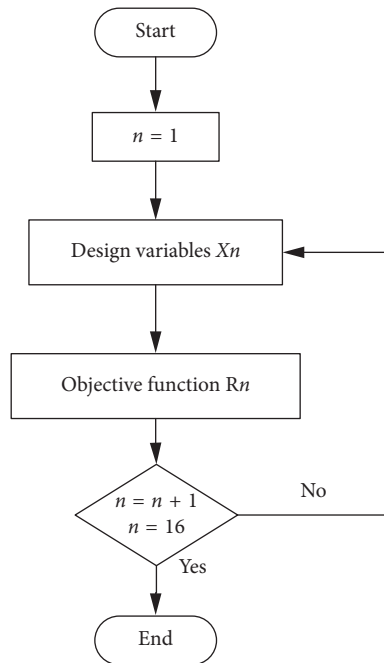 Start
n = 1
Design variables Xn
Objective function Rn
n = n + 1
n = 16
No
Yes
End